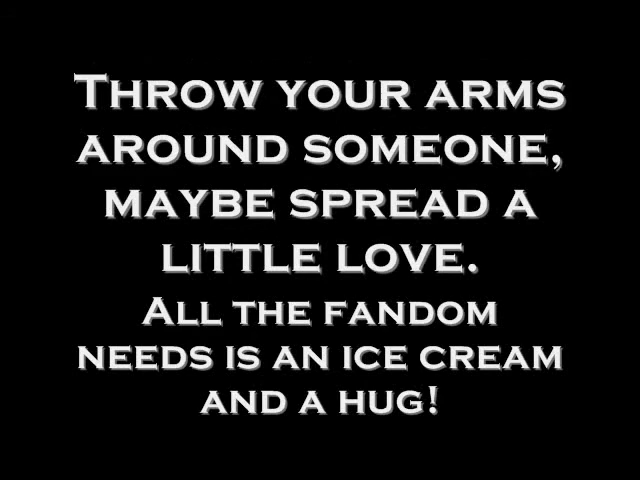 Throw your arms
around someone,
maybe spread a
little love.
All the fandom
needs is an ice cream
and a hug!